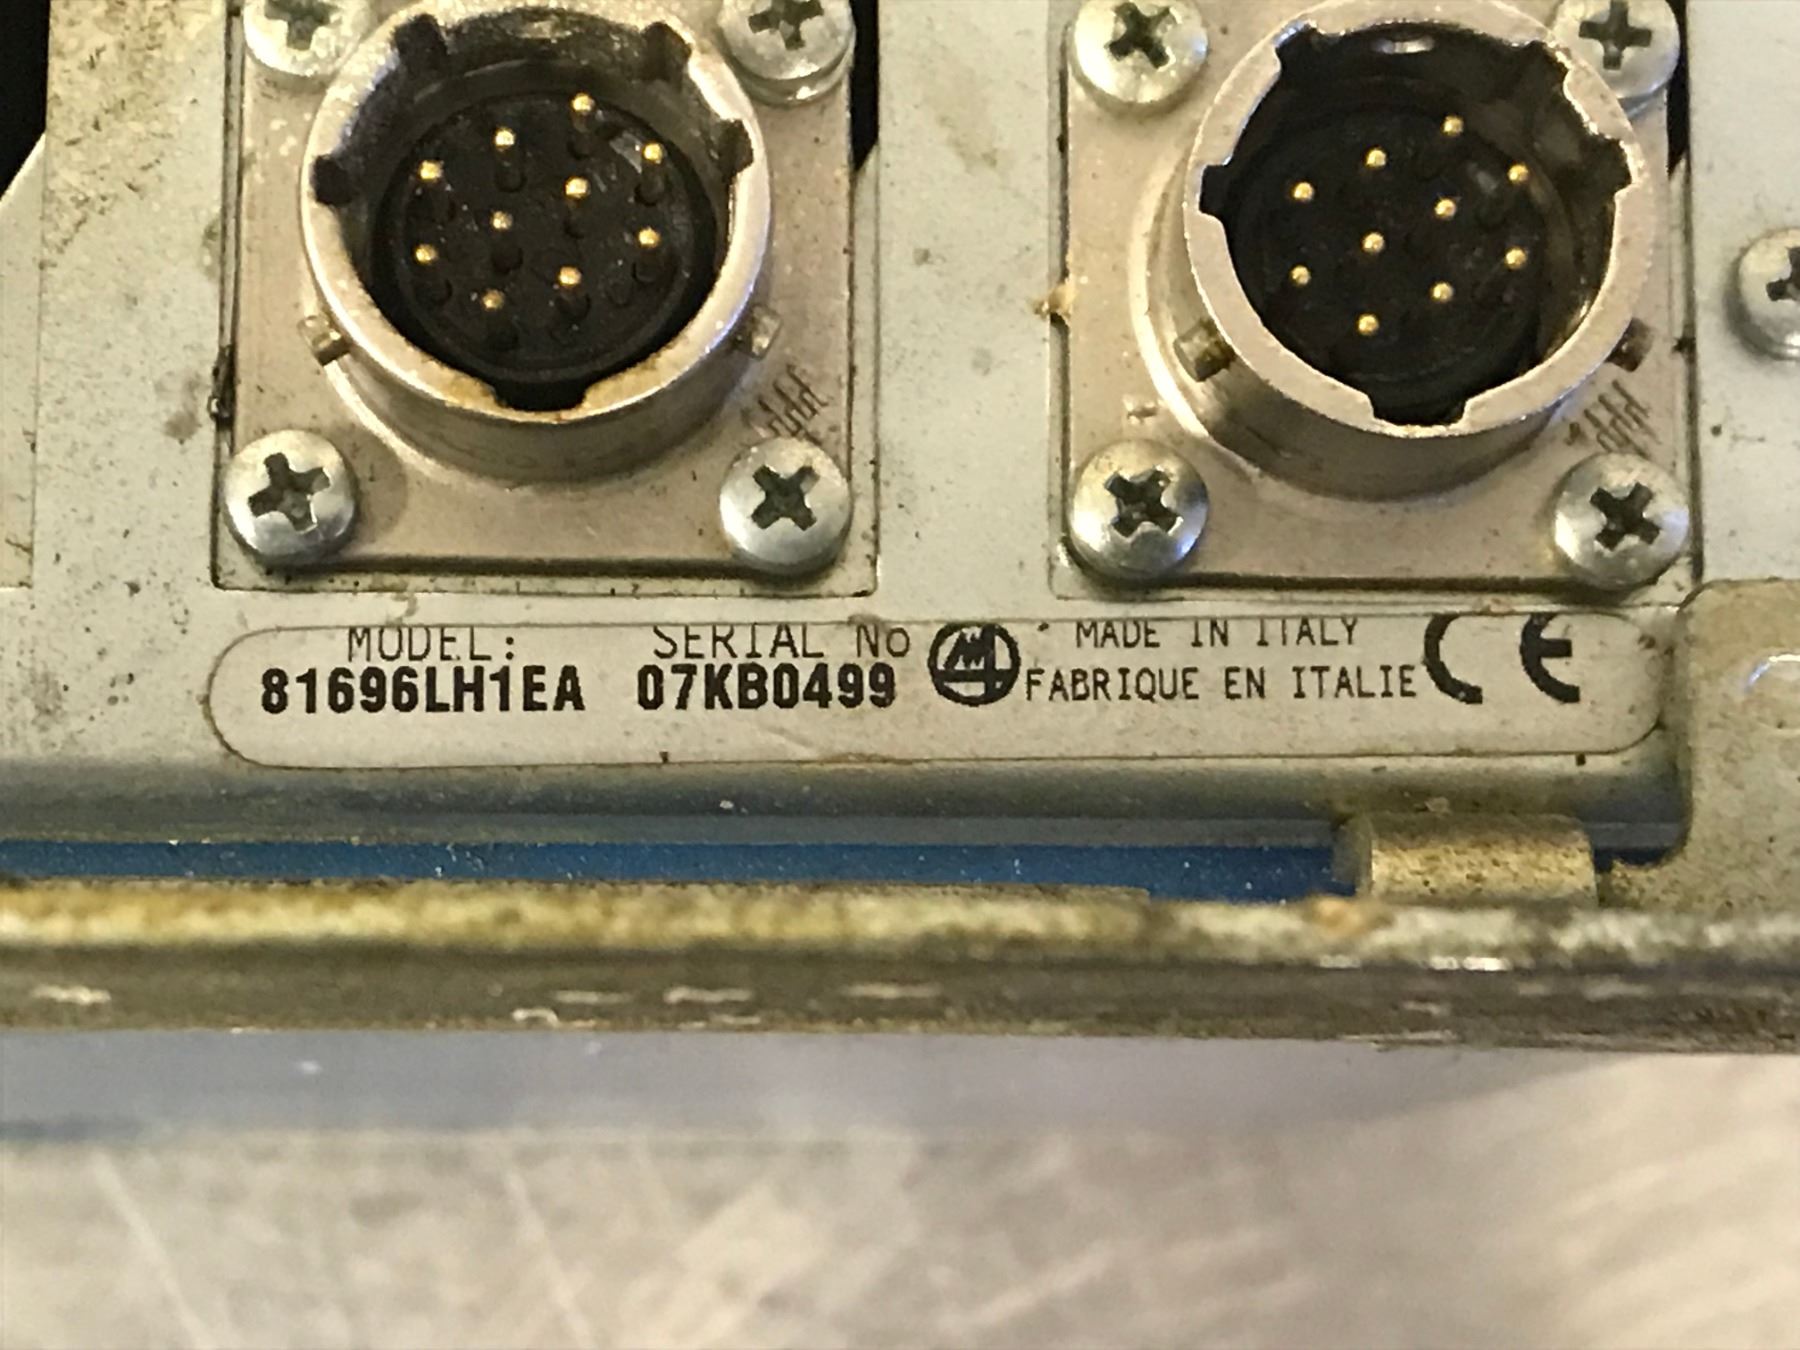 MODEL: SERIAL No MADE IN ITALY
81696LH1EA 07KB0499 FABRIQUE EN ITALIE CE